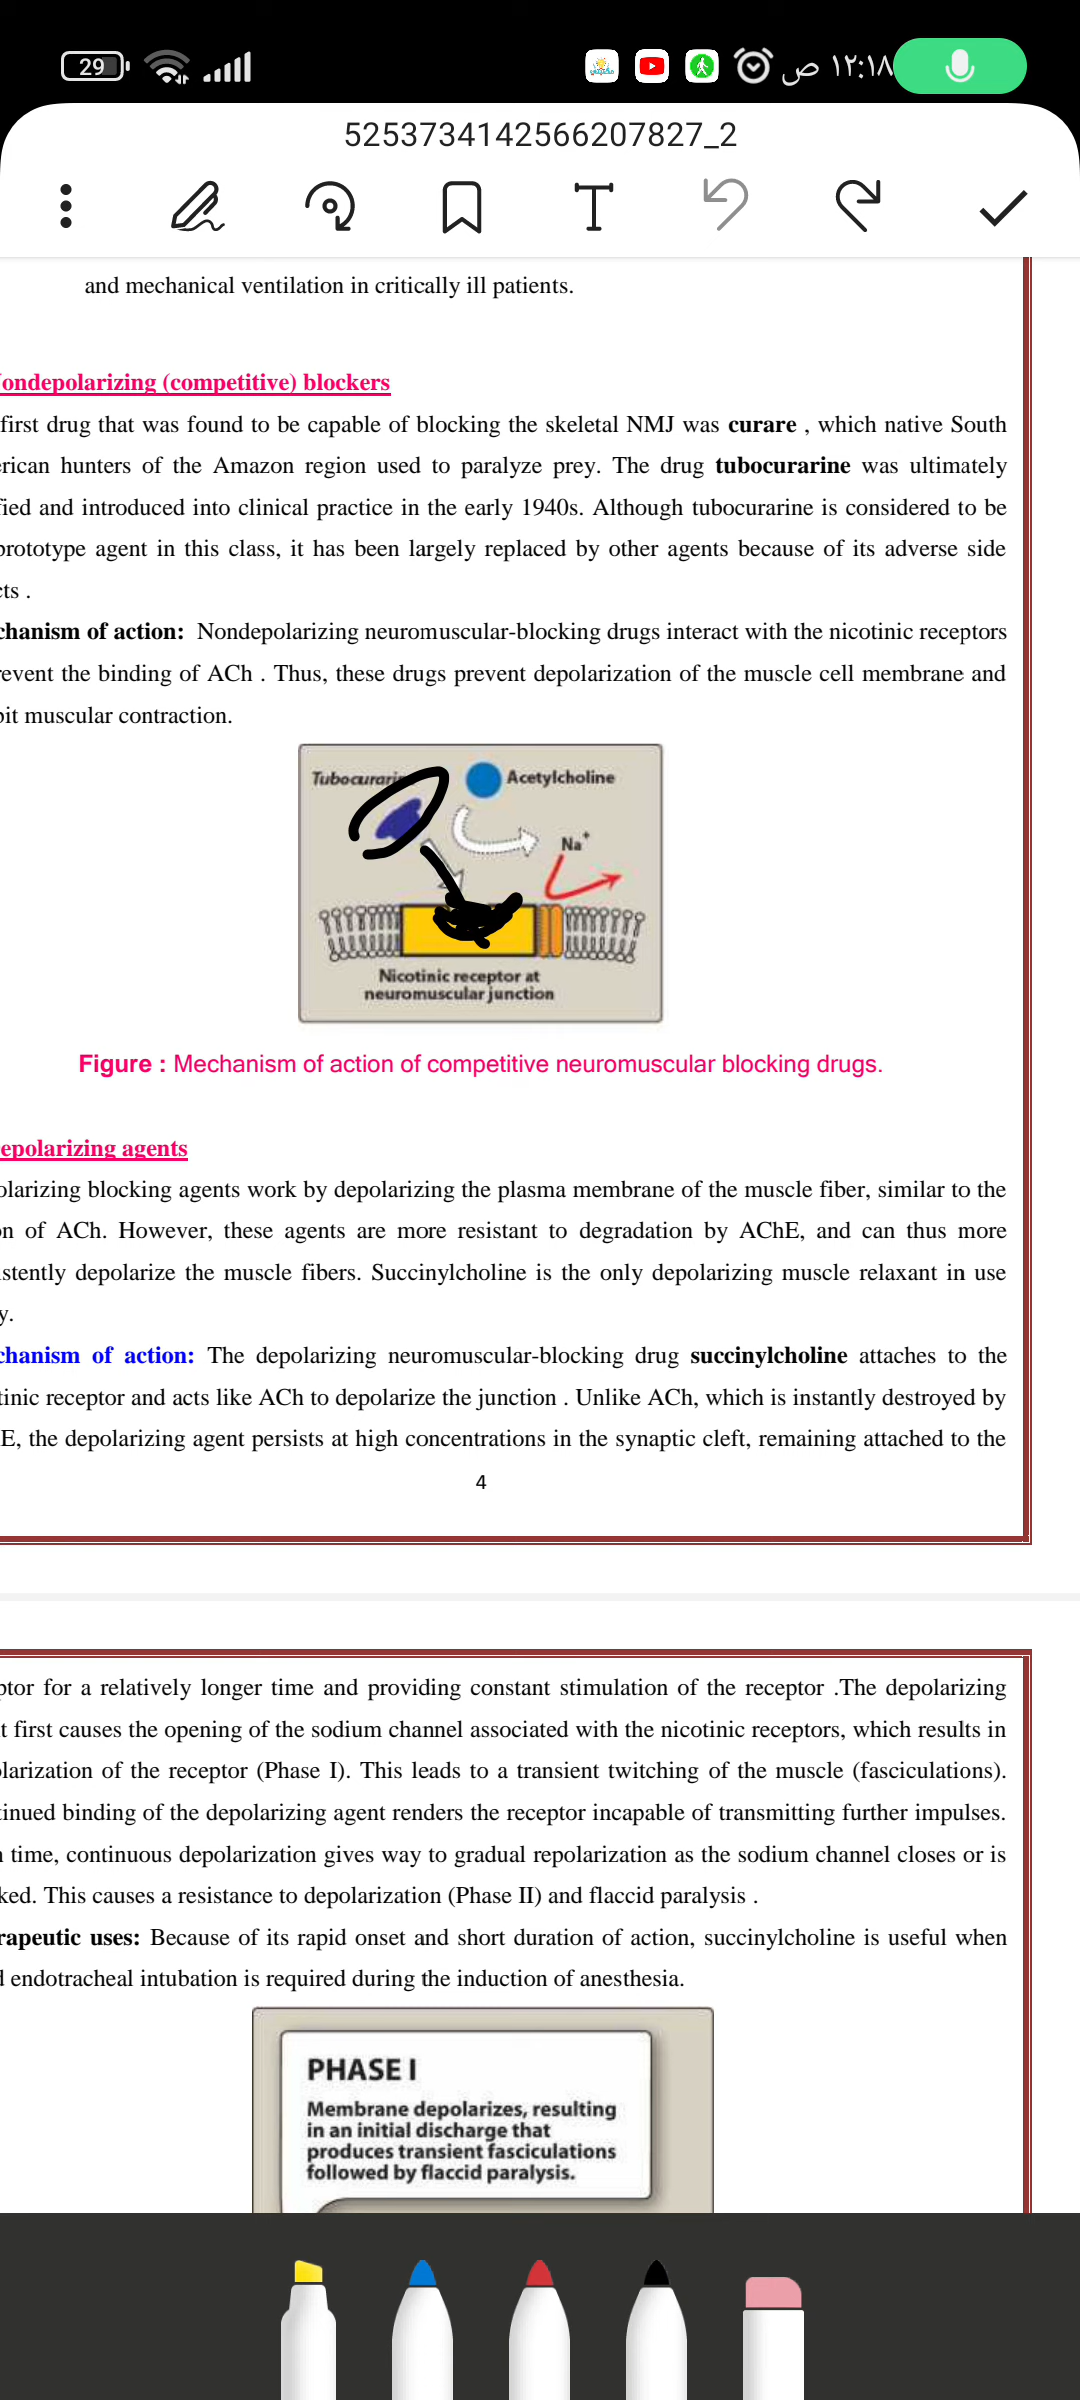 29
١٢:١٨ ص
5253734142566207827_2
and mechanical ventilation in critically ill patients.
ondepolarizing (competitive) blockers
first drug that was found to be capable of blocking the skeletal NMJ was curare , which native South
erican hunters of the Amazon region used to paralyze prey. The drug tubocurarine was ultimately
fied and introduced into clinical practice in the early 1940s. Although tubocurarine is considered to be
prototype agent in this class, it has been largely replaced by other agents because of its adverse side
cts .
chanism of action: Nondepolarizing neuromuscular-blocking drugs interact with the nicotinic receptors
revent the binding of ACh . Thus, these drugs prevent depolarization of the muscle cell membrane and
bit muscular contraction.
Tubocurari
Acetylcholine
Na+
Nicotinic receptor at
neuromuscular junction
Figure : Mechanism of action of competitive neuromuscular blocking drugs.
epolarizing agents
olarizing blocking agents work by depolarizing the plasma membrane of the muscle fiber, similar to the
on of ACh. However, these agents are more resistant to degradation by AChE, and can thus more
istently depolarize the muscle fibers. Succinylcholine is the only depolarizing muscle relaxant in use
y.
chanism of action: The depolarizing neuromuscular-blocking drug succinylcholine attaches to the
tinic receptor and acts like ACh to depolarize the junction . Unlike ACh, which is instantly destroyed by
E, the depolarizing agent persists at high concentrations in the synaptic cleft, remaining attached to the
4
ptor for a relatively longer time and providing constant stimulation of the receptor .The depolarizing
t first causes the opening of the sodium channel associated with the nicotinic receptors, which results in
larization of the receptor (Phase I). This leads to a transient twitching of the muscle (fasciculations).
tinued binding of the depolarizing agent renders the receptor incapable of transmitting further impulses.
n time, continuous depolarization gives way to gradual repolarization as the sodium channel closes or is
ked. This causes a resistance to depolarization (Phase II) and flaccid paralysis .
rapeutic uses: Because of its rapid onset and short duration of action, succinylcholine is useful when
d endotracheal intubation is required during the induction of anesthesia.
PHASE I
Membrane depolarizes, resulting
in an initial discharge that
produces transient fasciculations
followed by flaccid paralysis.